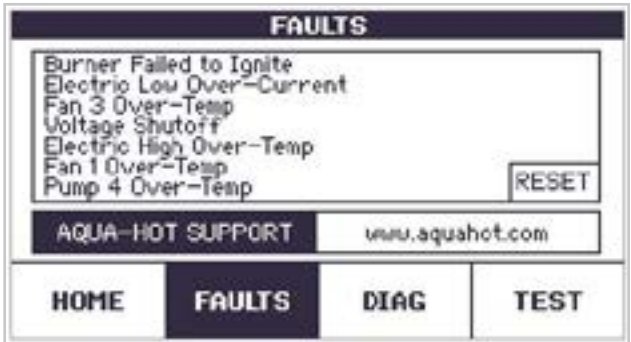 FAULTS
Burner Failed to Ignite
Electric Low Over-Current
Fan 3 Over-Temp
Voltage Shutoff
Electric High Over-Temp
Fan 1 Over-Temp
Pump 4 Over-Temp
RESET
AQUA-HOT SUPPORT www.aquahot.com
HOME FAULTS DIAG TEST